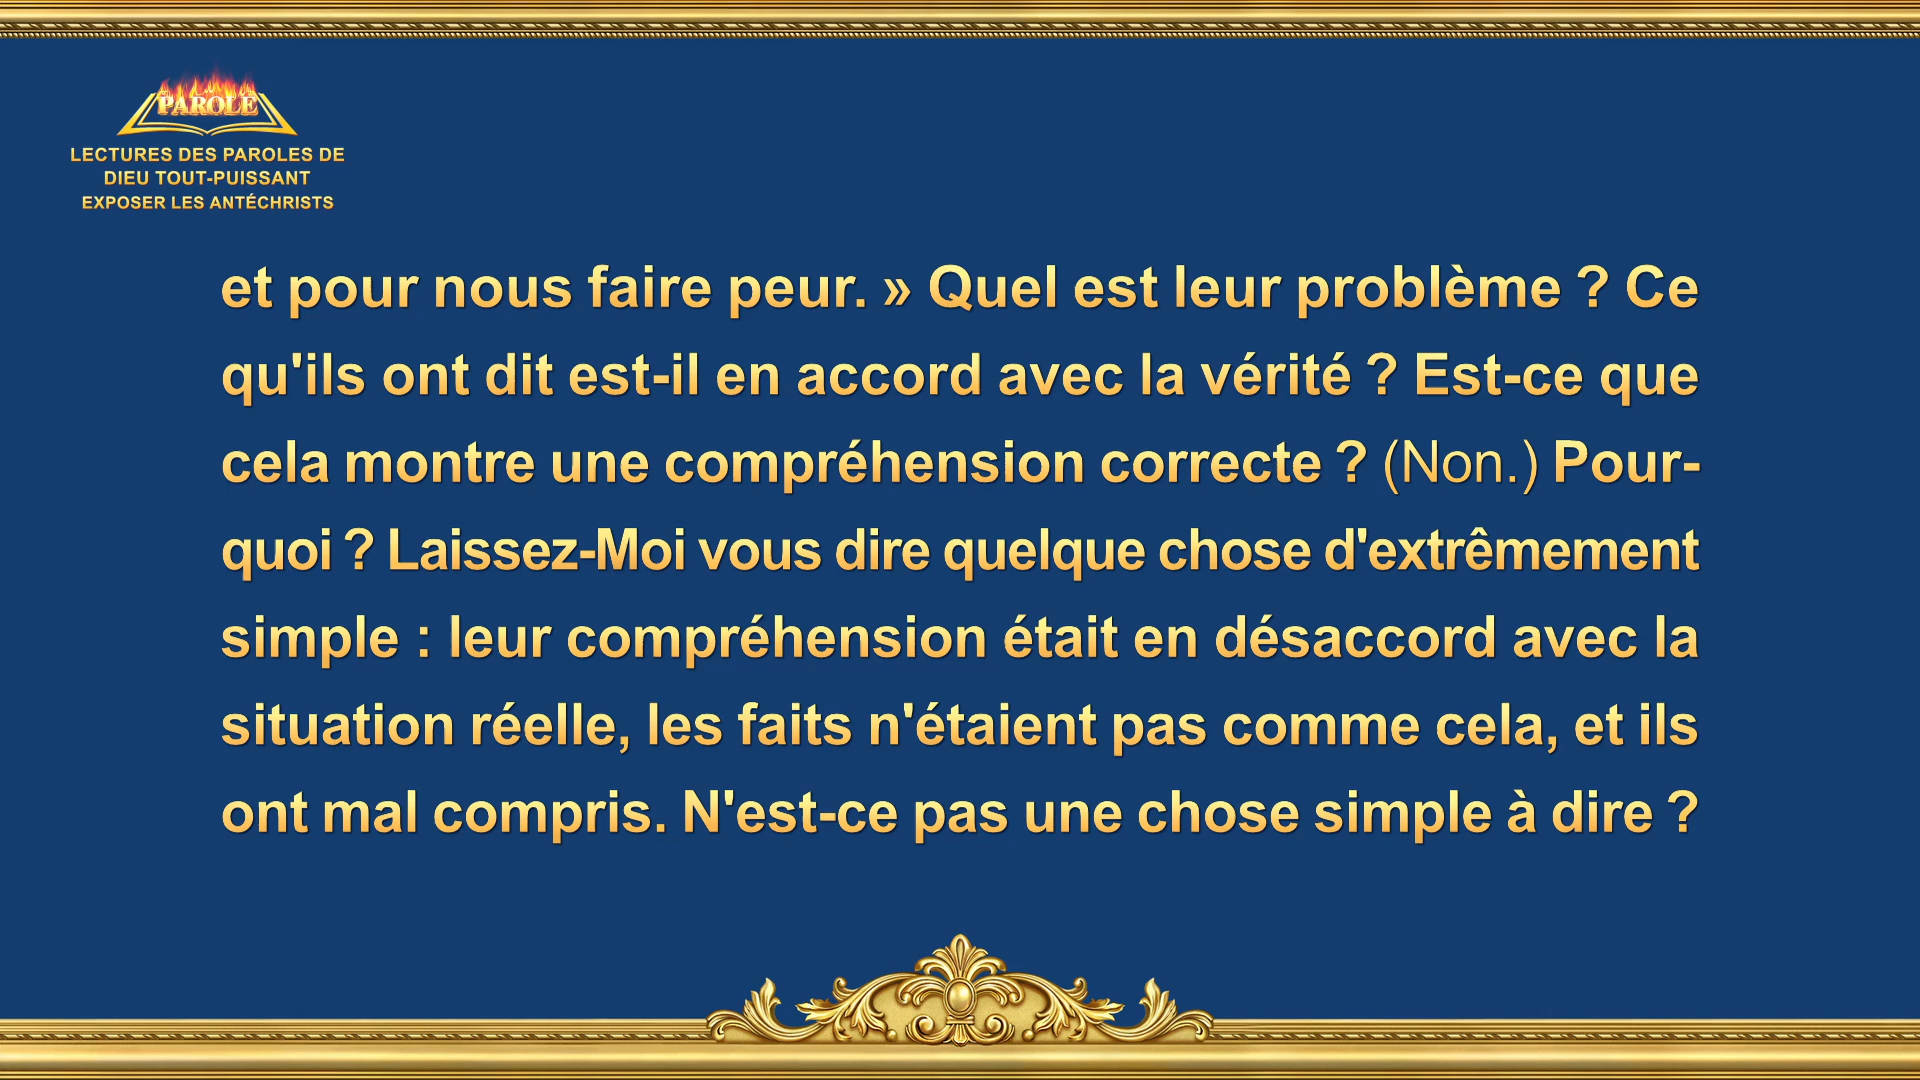 PAROLE
LECTURES DES PAROLES DE
DIEU TOUT-PUISSANT
EXPOSER LES ANTÉCHRISTS
et pour nous faire peur. » Quel est leur problème ? Ce
qu'ils ont dit est-il en accord avec la vérité ? Est-ce que
cela montre une compréhension correcte ? (Non.) Pour-
quoi ? Laissez-Moi vous dire quelque chose d'extrêmement
simple : leur compréhension était en désaccord avec la
situation réelle, les faits n'étaient pas comme cela, et ils
ont mal compris. N'est-ce pas une chose simple à dire ?